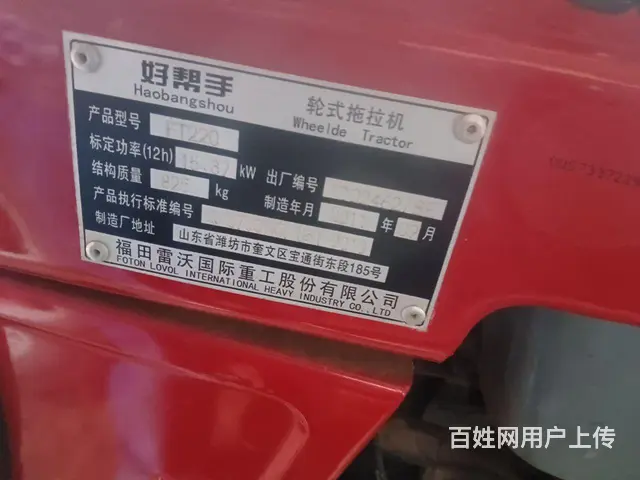 好帮手
Haobangshou
轮式拖拉机
Wheelde Tractor
产品型号 FT220
标定功率(12h) kW
出厂编号
结构质量 kg
制造年月 年 月
产品执行标准编号
制造厂地址 山东省潍坊市奎文区宝通街东段185号
福田雷沃国际重工股份有限公司
FOTON LOVOL INTERNATIONAL HEAVY INDUSTRY CO.,LTD
百姓网用户上传